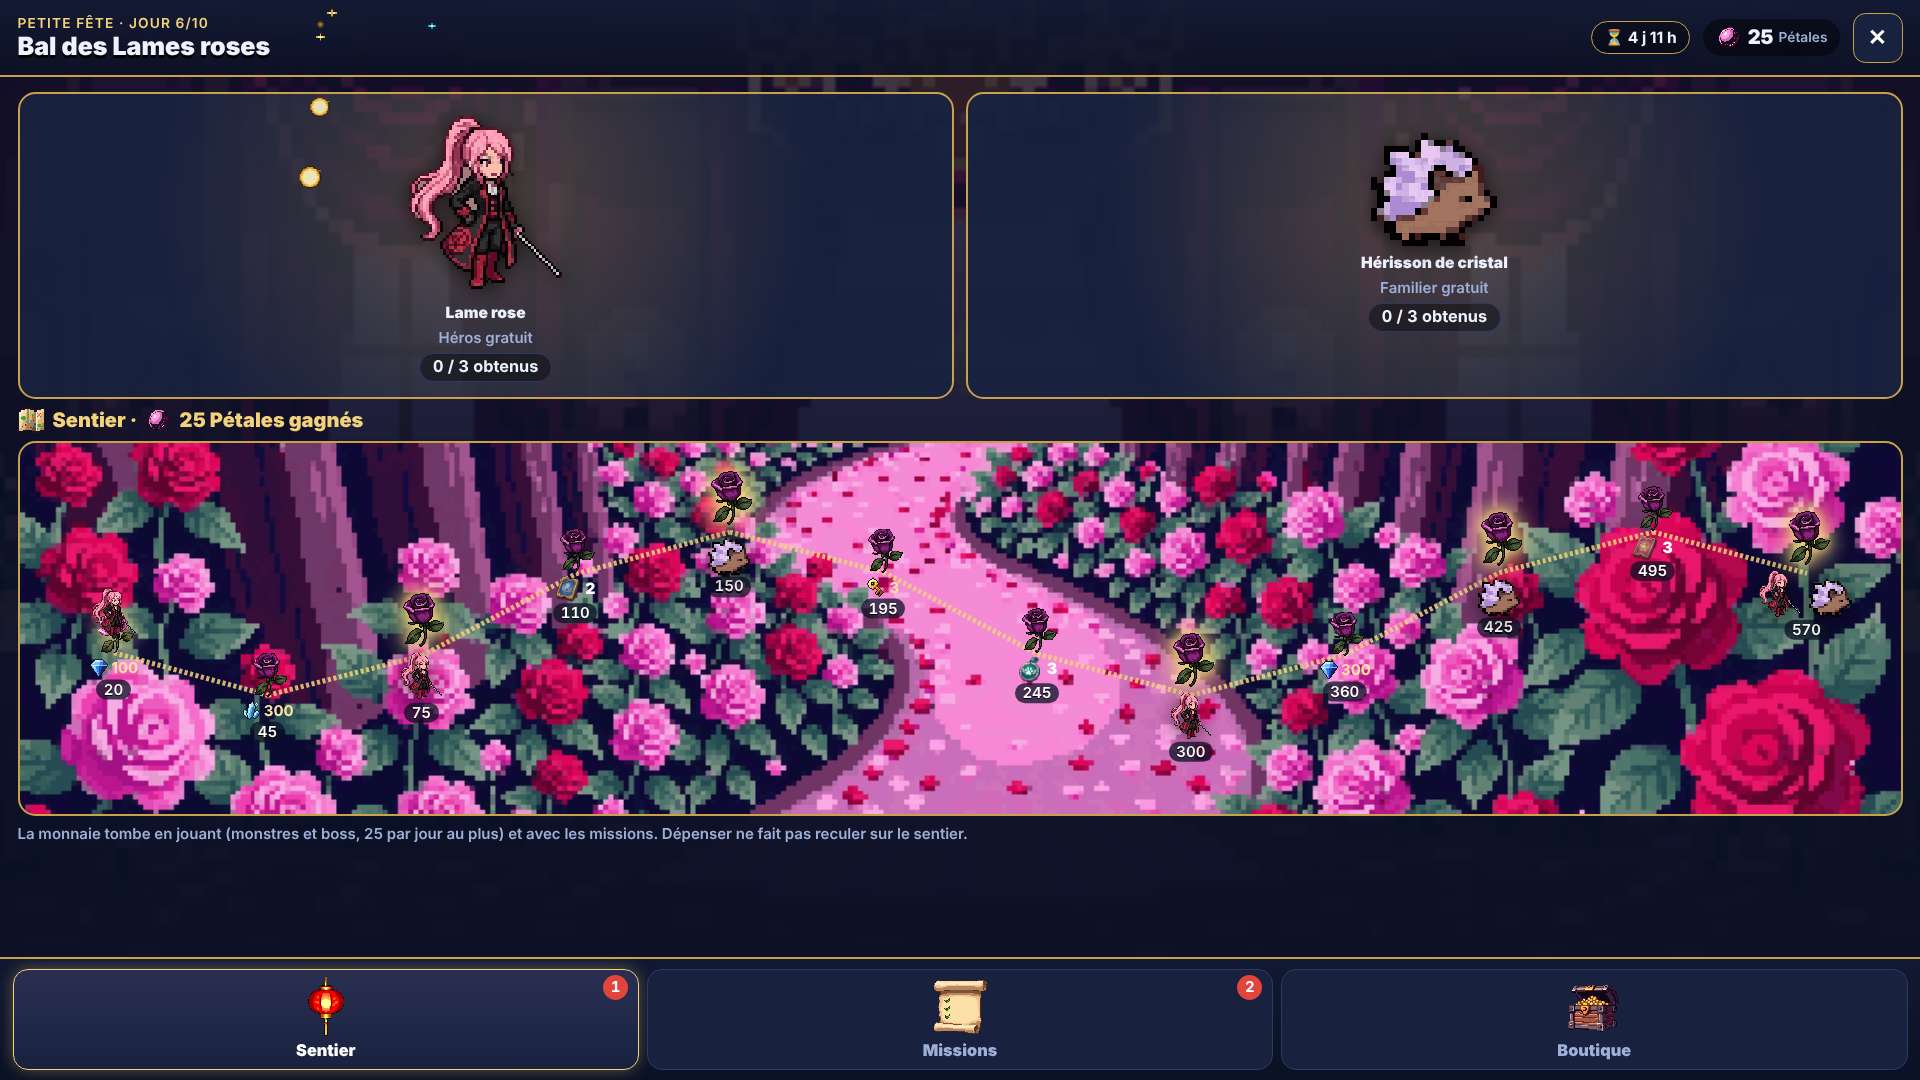 PETITE FÊTE · JOUR 6/10
Bal des Lames roses
4 j 11 h
25 Pétales
Lame rose
Héros gratuit
0 / 3 obtenus
Hérisson de cristal
Familier gratuit
0 / 3 obtenus
Sentier · 25 Pétales gagnés
100
20
300
45
75
2
110
150
3
195
3
245
300
300
360
425
3
495
570
La monnaie tombe en jouant (monstres et boss, 25 par jour au plus) et avec les missions. Dépenser ne fait pas reculer sur le sentier.
1
Sentier
2
Missions
Boutique